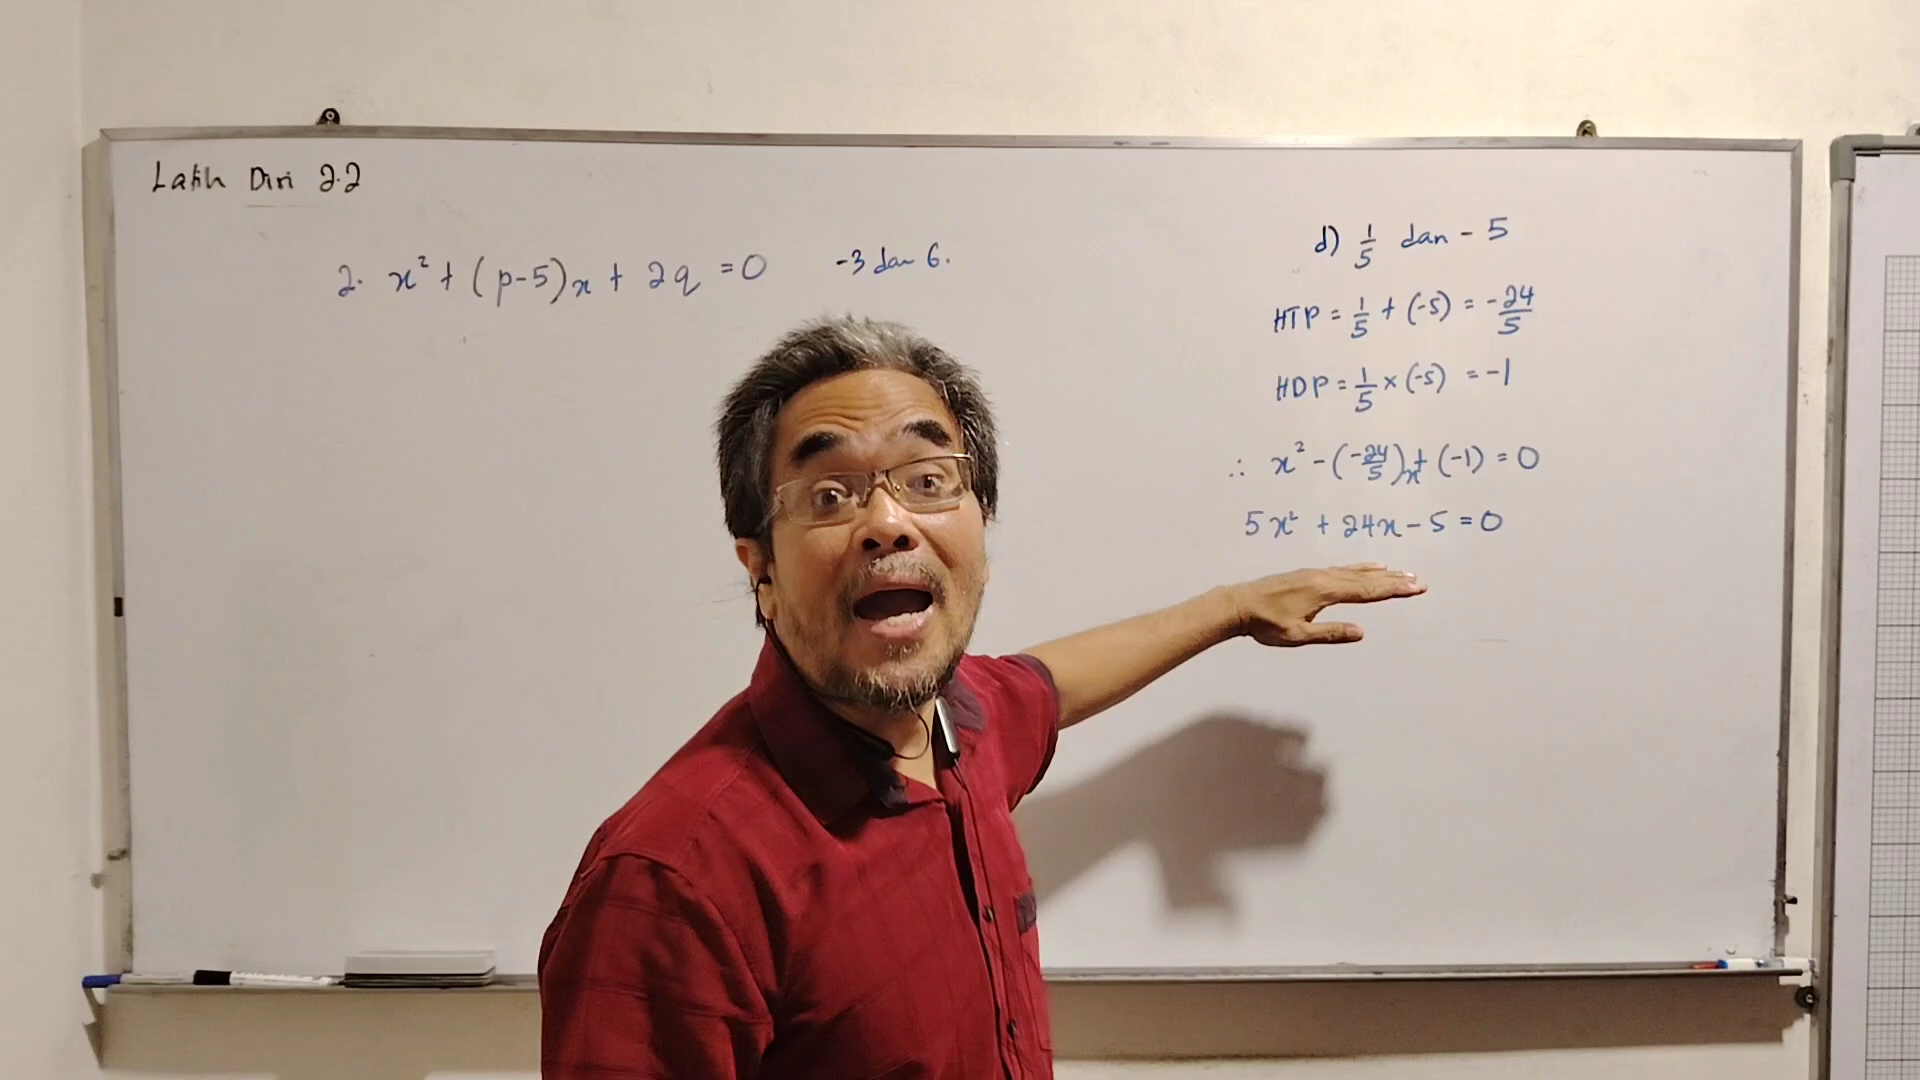 Latih Diri 2.2
2. x² + (p-5)x + 2q = 0 -3 dan 6.
d) 1/5 dan - 5
HTP = 1/5 + (-5) = -24/5
HDP = 1/5 × (-5) = -1
∴ x² - (-24/5)x + (-1) = 0
5x² + 24x - 5 = 0